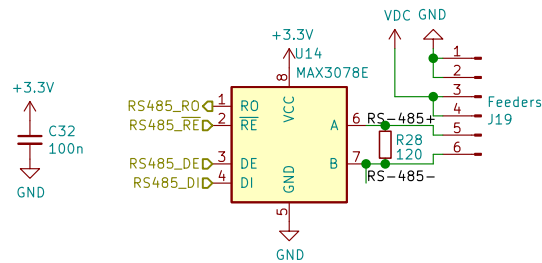 VDC GND
+3.3V
U14
MAX3078E
1
2
3
4
5
6
Feeders
J19
+3.3V
C32
100n
GND
RS485_RO 1 RO
RS485_RE 2 RE
RS485_DE 3 DE
RS485_DI 4 DI
8
VCC
GND
5
GND
A 6 RS-485+
B 7 RS-485-
R28
120